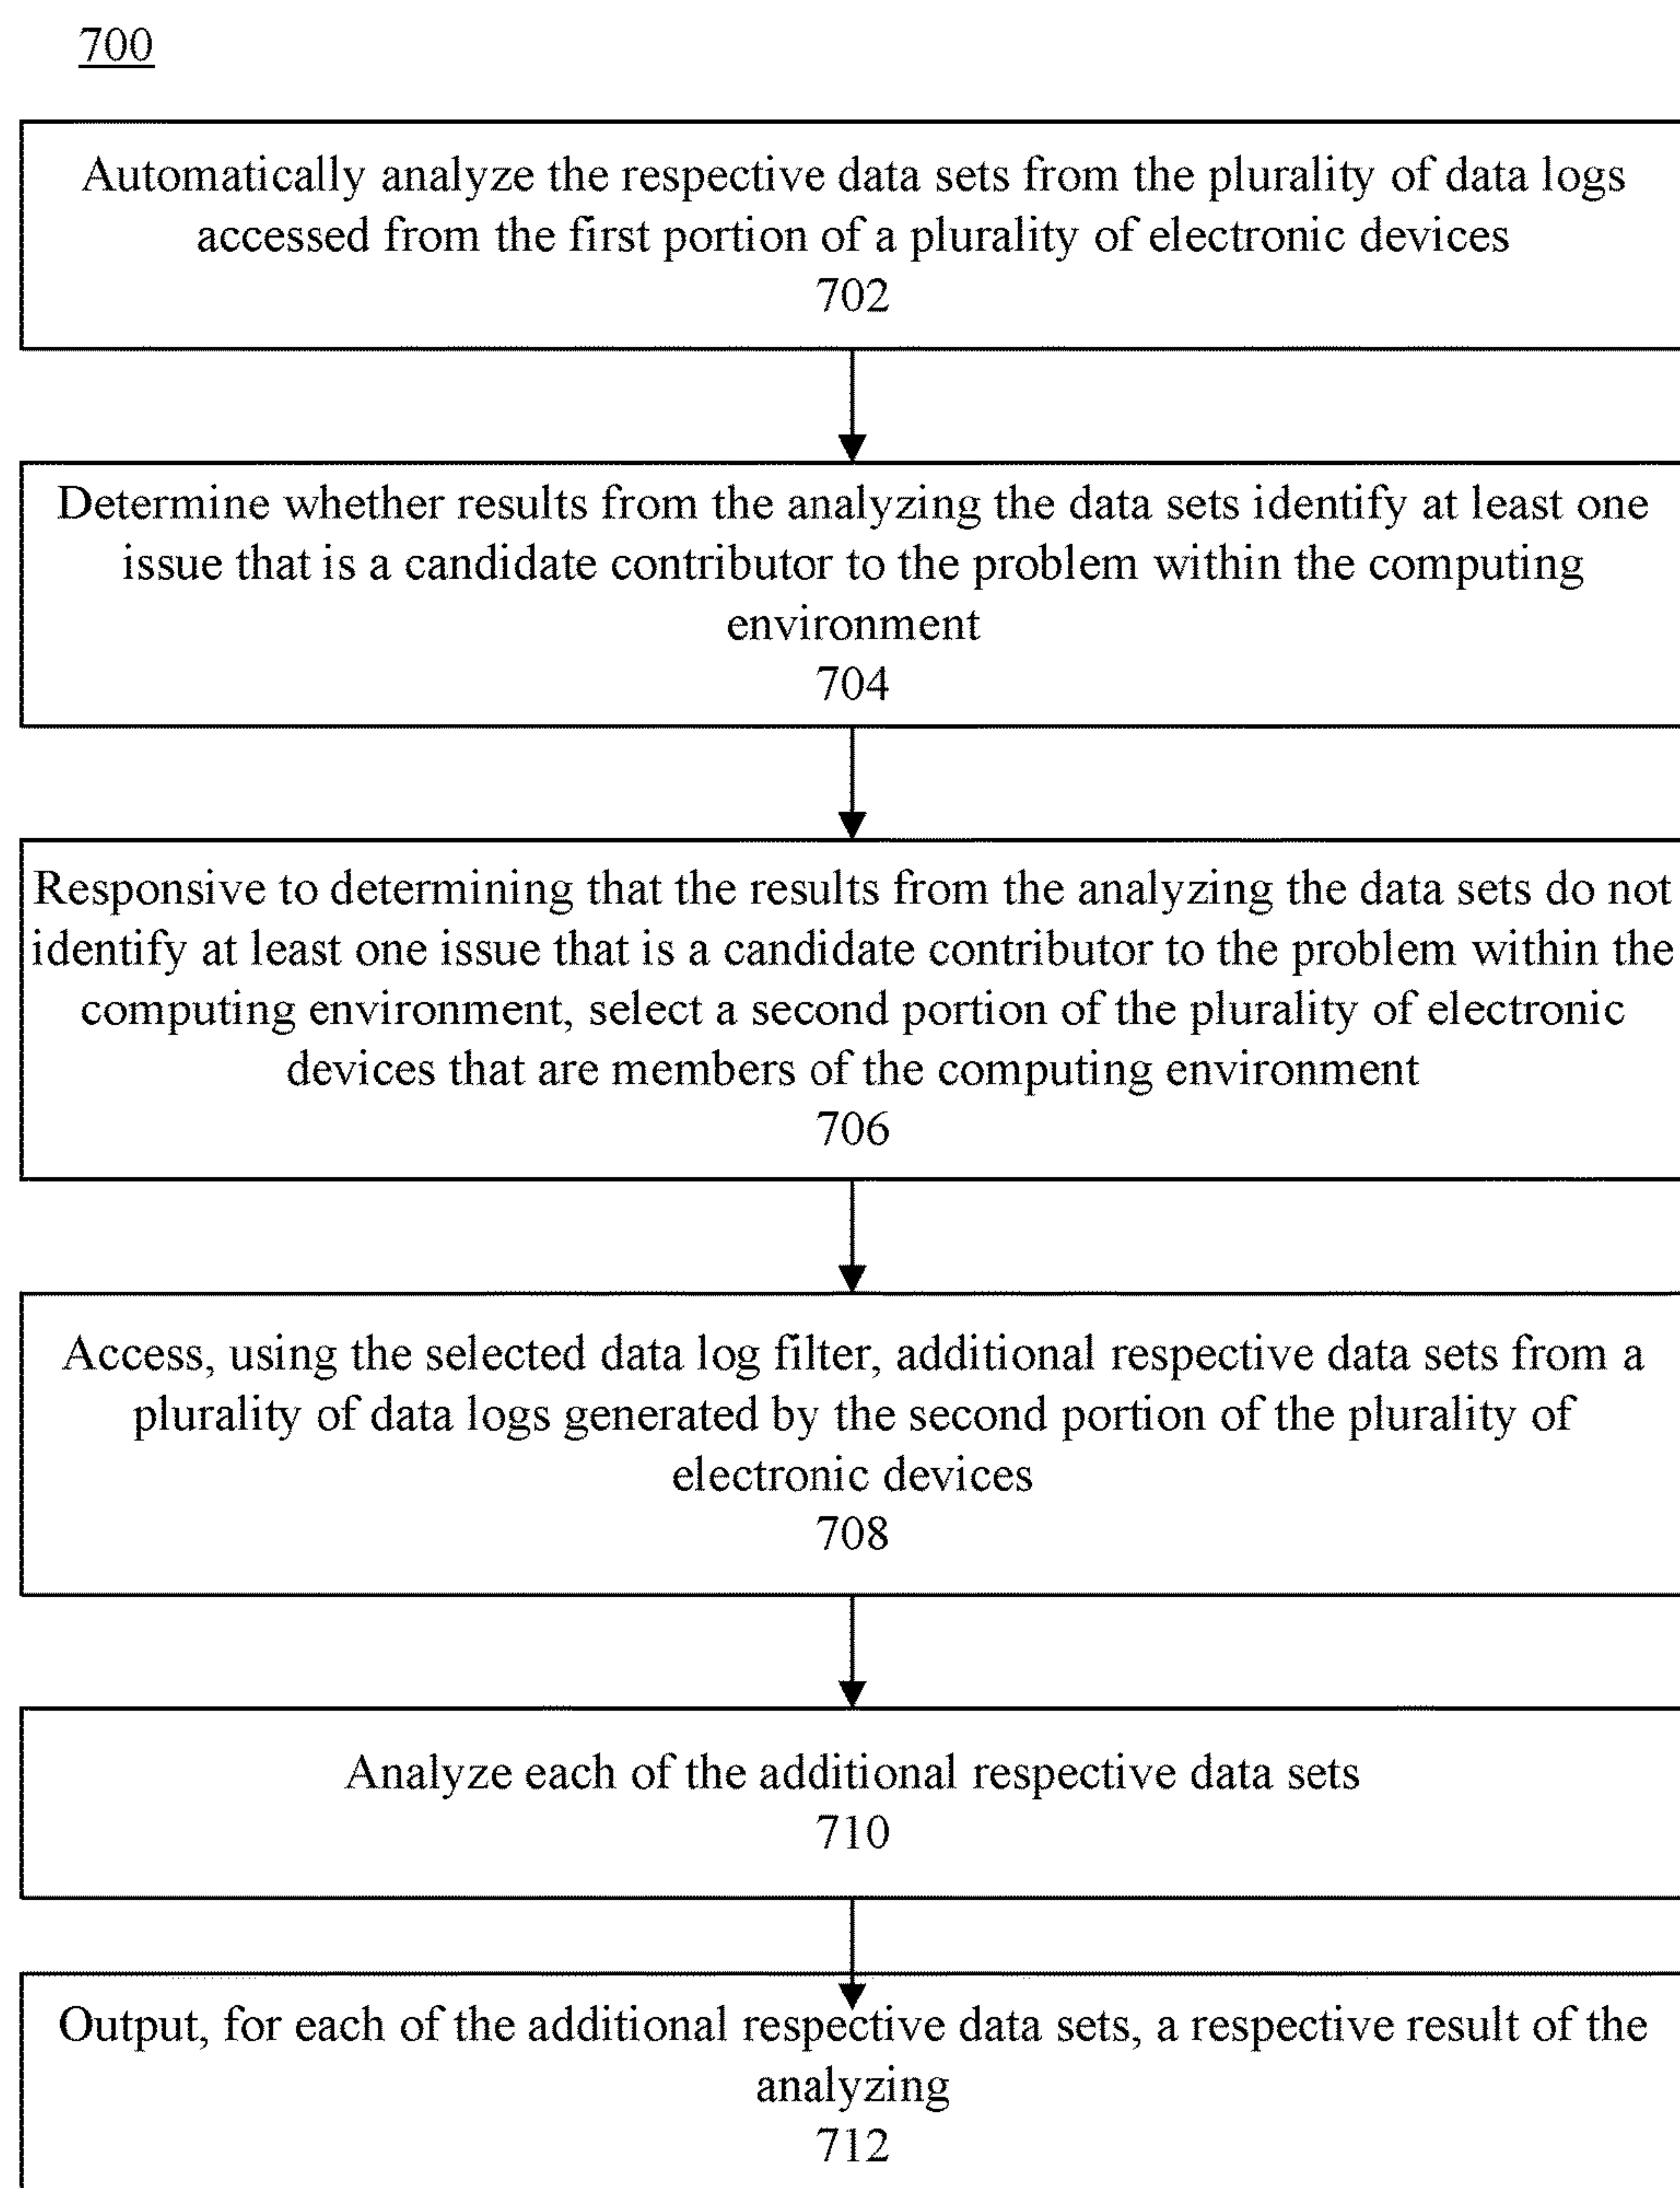 700
Automatically analyze the respective data sets from the plurality of data logs
accessed from the first portion of a plurality of electronic devices
702
Determine whether results from the analyzing the data sets identify at least one
issue that is a candidate contributor to the problem within the computing
environment
704
Responsive to determining that the results from the analyzing the data sets do not
identify at least one issue that is a candidate contributor to the problem within the
computing environment, select a second portion of the plurality of electronic
devices that are members of the computing environment
706
Access, using the selected data log filter, additional respective data sets from a
plurality of data logs generated by the second portion of the plurality of
electronic devices
708
Analyze each of the additional respective data sets
710
Output, for each of the additional respective data sets, a respective result of the
analyzing
712